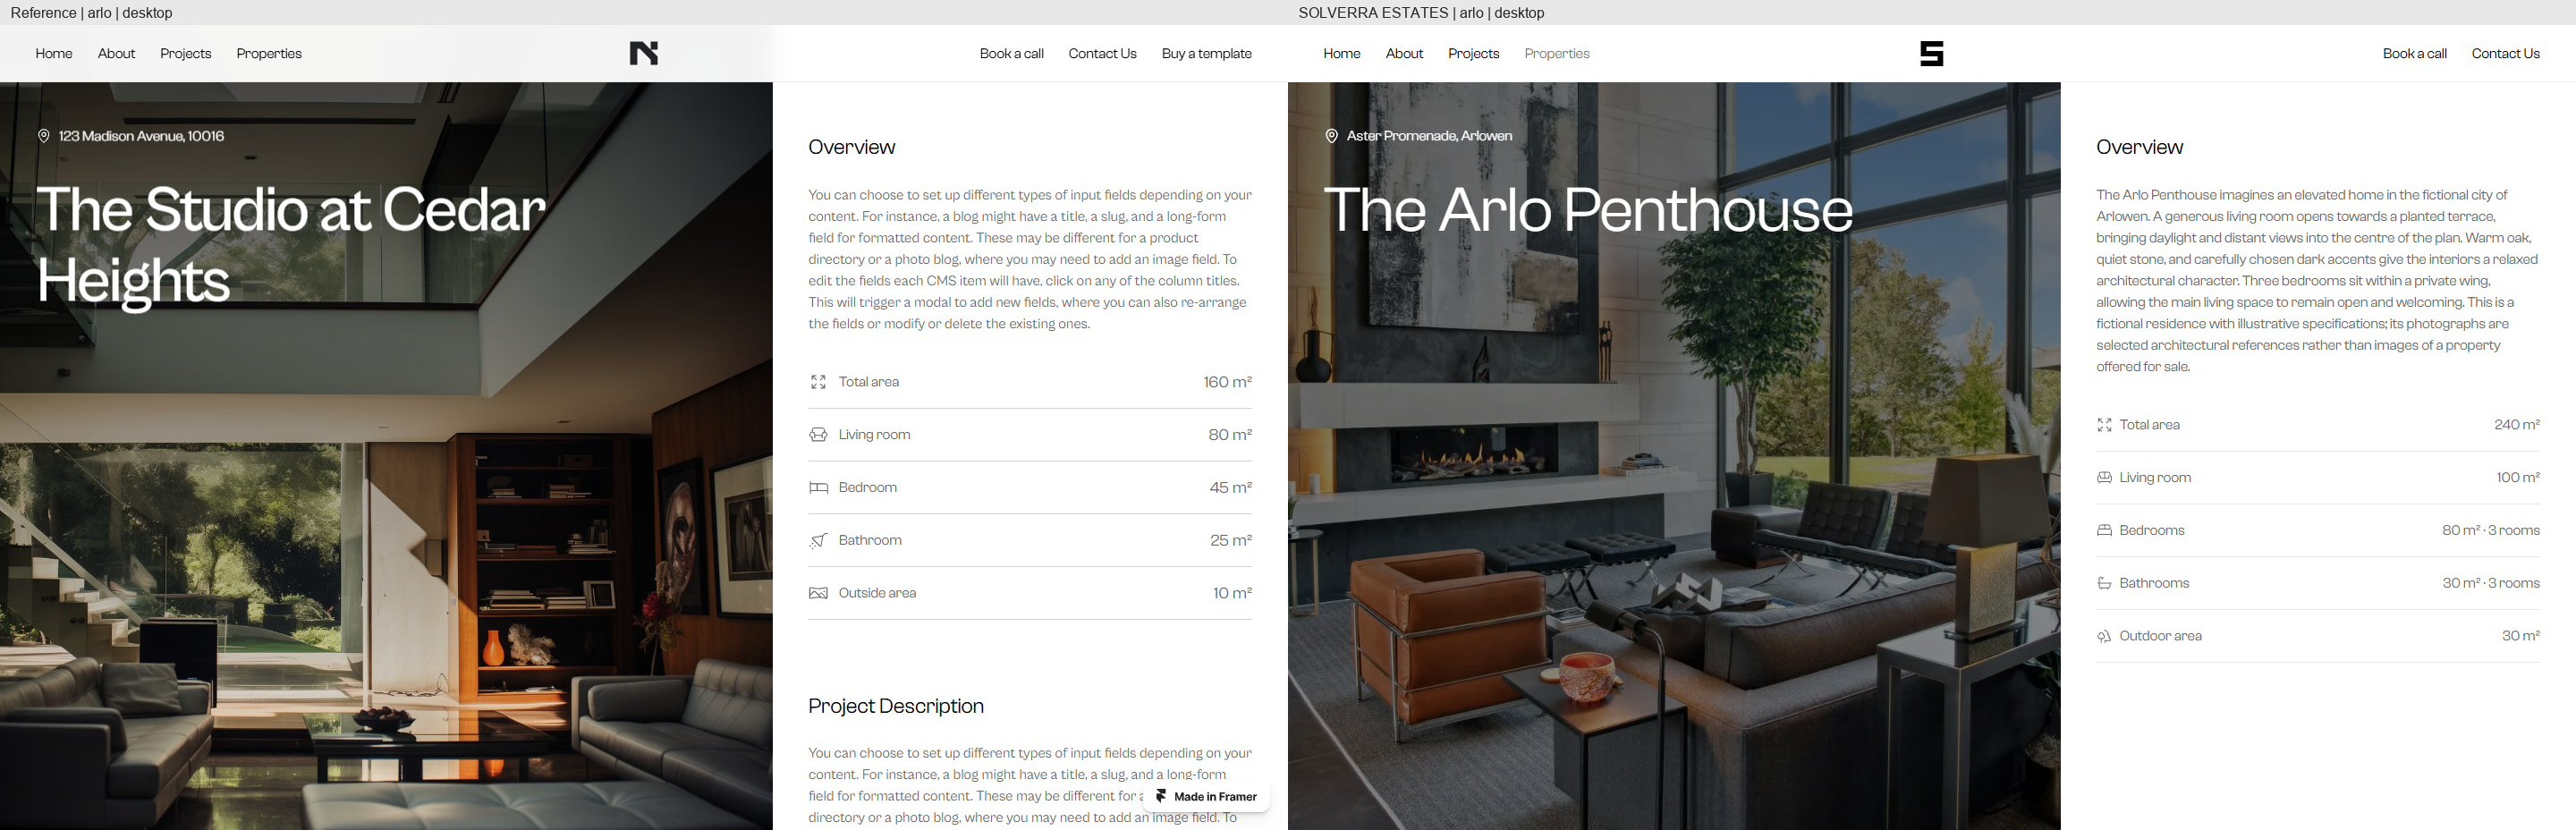 Reference | arlo | desktop
Home About Projects Properties
Book a call Contact Us Buy a template
123 Madison Avenue, 10016
The Studio at Cedar
Heights
Overview
You can choose to set up different types of input fields depending on your
content. For instance, a blog might have a title, a slug, and a long-form
field for formatted content. These may be different for a product
directory or a photo blog, where you may need to add an image field. To
edit the fields each CMS item will have, click on any of the column titles.
This will trigger a modal to add new fields, where you can also re-arrange
the fields or modify or delete the existing ones.
Total area 160 m²
Living room 80 m²
Bedroom 45 m²
Bathroom 25 m²
Outside area 10 m²
Project Description
You can choose to set up different types of input fields depending on your
content. For instance, a blog might have a title, a slug, and a long-form
field for formatted content. These may be different for a
directory or a photo blog, where you may need to add an image field. To
Made in Framer
SOLVERRA ESTATES | arlo | desktop
Home About Projects Properties
S
Book a call Contact Us
Aster Promenade, Arlowen
The Arlo Penthouse
Overview
The Arlo Penthouse imagines an elevated home in the fictional city of
Arlowen. A generous living room opens towards a planted terrace,
bringing daylight and distant views into the centre of the plan. Warm oak,
quiet stone, and carefully chosen dark accents give the interiors a relaxed
architectural character. Three bedrooms sit within a private wing,
allowing the main living space to remain open and welcoming. This is a
fictional residence with illustrative specifications; its photographs are
selected architectural references rather than images of a property
offered for sale.
Total area 240 m²
Living room 100 m²
Bedrooms 80 m² · 3 rooms
Bathrooms 30 m² · 3 rooms
Outdoor area 30 m²